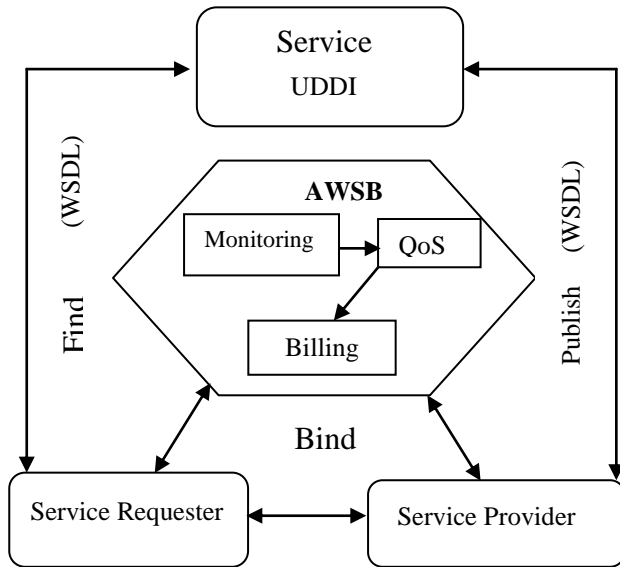 Service
UDDI
(WSDL)
Find
AWSB
Monitoring
QoS
Billing
(WSDL)
Publish
Bind
Service Requester
Service Provider